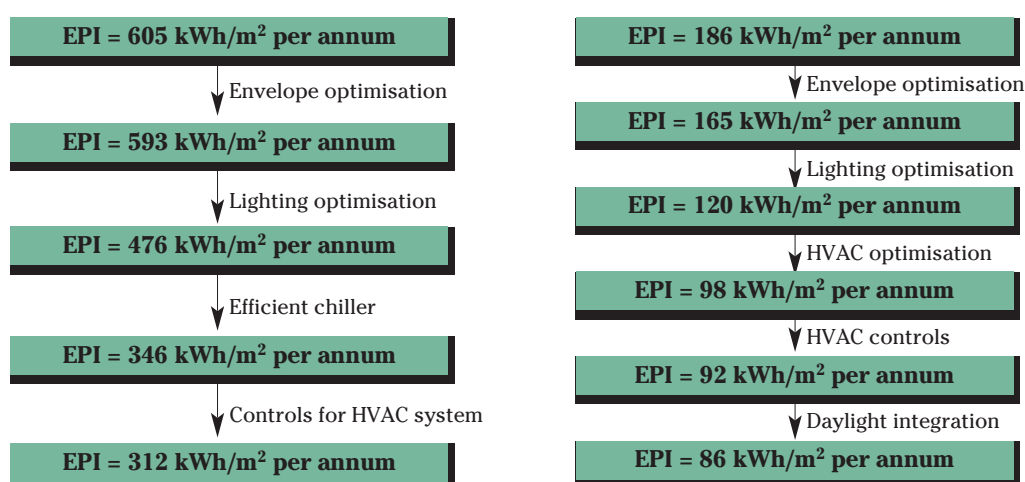 EPI = 605 kWh/m² per annum
Envelope optimisation
EPI = 593 kWh/m² per annum
Lighting optimisation
EPI = 476 kWh/m² per annum
Efficient chiller
EPI = 346 kWh/m² per annum
Controls for HVAC system
EPI = 312 kWh/m² per annum
EPI = 186 kWh/m² per annum
Envelope optimisation
EPI = 165 kWh/m² per annum
Lighting optimisation
EPI = 120 kWh/m² per annum
HVAC optimisation
EPI = 98 kWh/m² per annum
HVAC controls
EPI = 92 kWh/m² per annum
Daylight integration
EPI = 86 kWh/m² per annum